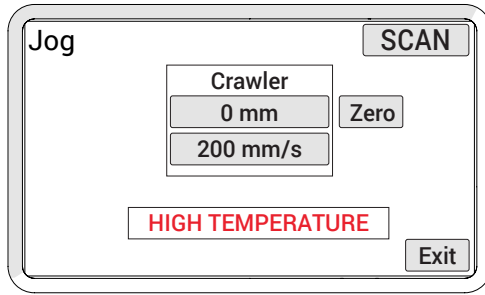 Jog
SCAN
Crawler
0 mm
Zero
200 mm/s
HIGH TEMPERATURE
Exit